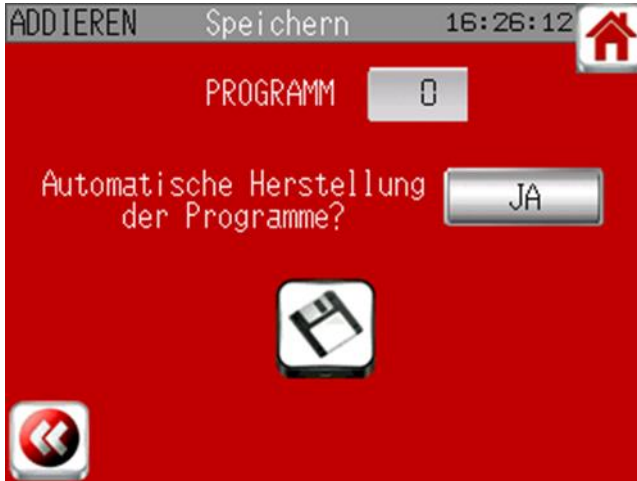 ADDIEREN Speichern 16:26:12
PROGRAMM 0
Automatische Herstellung
der Programme?
JA